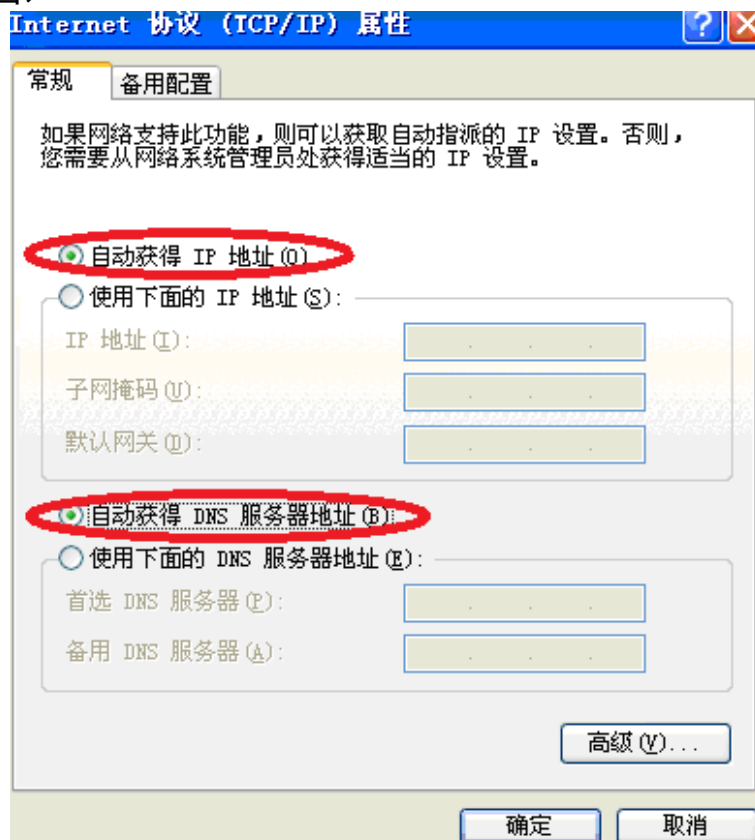 Internet 协议 (TCP/IP) 属性
常规 备用配置
如果网络支持此功能，则可以获取自动指派的 IP 设置。否则，
您需要从网络系统管理员处获得适当的 IP 设置。
自动获得 IP 地址(O)
使用下面的 IP 地址(S):
IP 地址(I):
子网掩码(U):
默认网关(D):
自动获得 DNS 服务器地址(B)
使用下面的 DNS 服务器地址(E):
首选 DNS 服务器(P):
备用 DNS 服务器(A):
高级(V)...
确定 取消